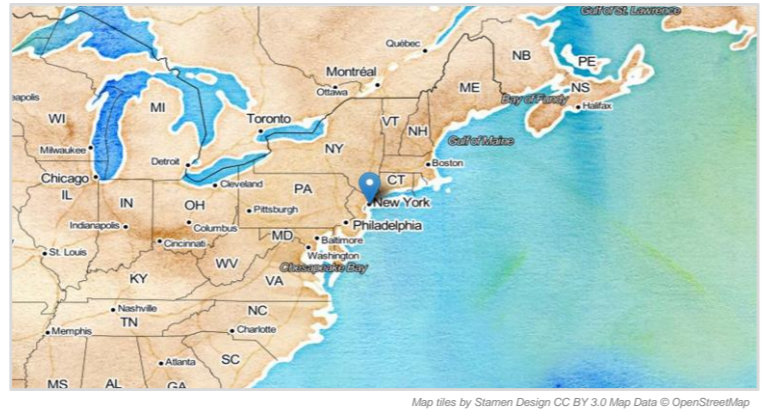 Gulf of St. Lawrence
Québec
NB
PE
Montréal
Ottawa
ME
Bay of Fundy
NS
Halifax
eapolis
WI
MI
Toronto
VT
NH
NY
Gulf of Maine
Milwaukee
Detroit
Boston
Chicago
Cleveland
CT
IL
IN
OH
PA
New York
Pittsburgh
Indianapolis
Columbus
Philadelphia
Cincinnati
MD
Baltimore
St. Louis
WV
Washington
Chesapeake Bay
KY
VA
Nashville
NC
TN
Memphis
Charlotte
Atlanta
SC
MS
AL
GA
Map tiles by Stamen Design CC BY 3.0 Map Data © OpenStreetMap